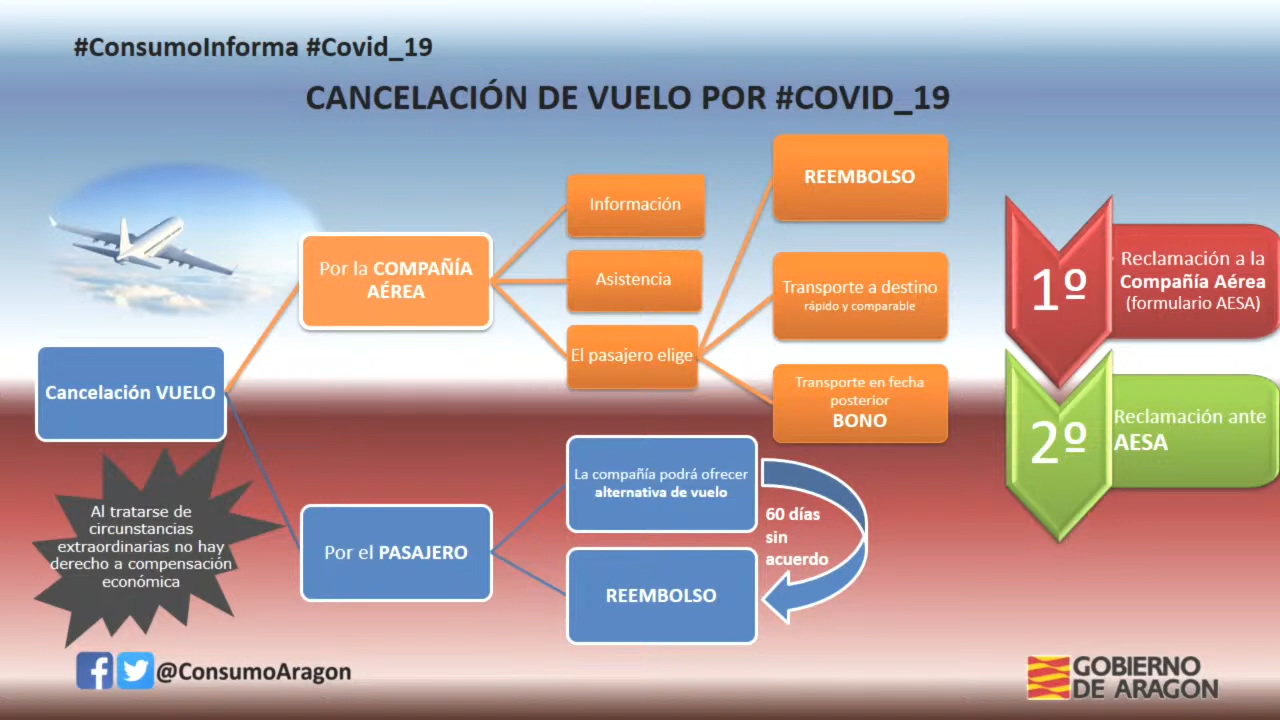 #ConsumoInforma #Covid_19
CANCELACIÓN DE VUELO POR #COVID_19
Cancelación VUELO
Por la COMPAÑÍA
AÉREA
Información
Asistencia
El pasajero elige
REEMBOLSO
Transporte a destino
rápido y comparable
Transporte en fecha
posterior
BONO
Por el PASAJERO
La compañía podrá ofrecer
alternativa de vuelo
REEMBOLSO
60 días
sin
acuerdo
Al tratarse de
circunstancias
extraordinarias no hay
derecho a compensación
económica
1º
Reclamación a la
Compañía Aérea
(formulario AESA)
2º
Reclamación ante
AESA
@ConsumoAragon
GOBIERNO
DE ARAGON